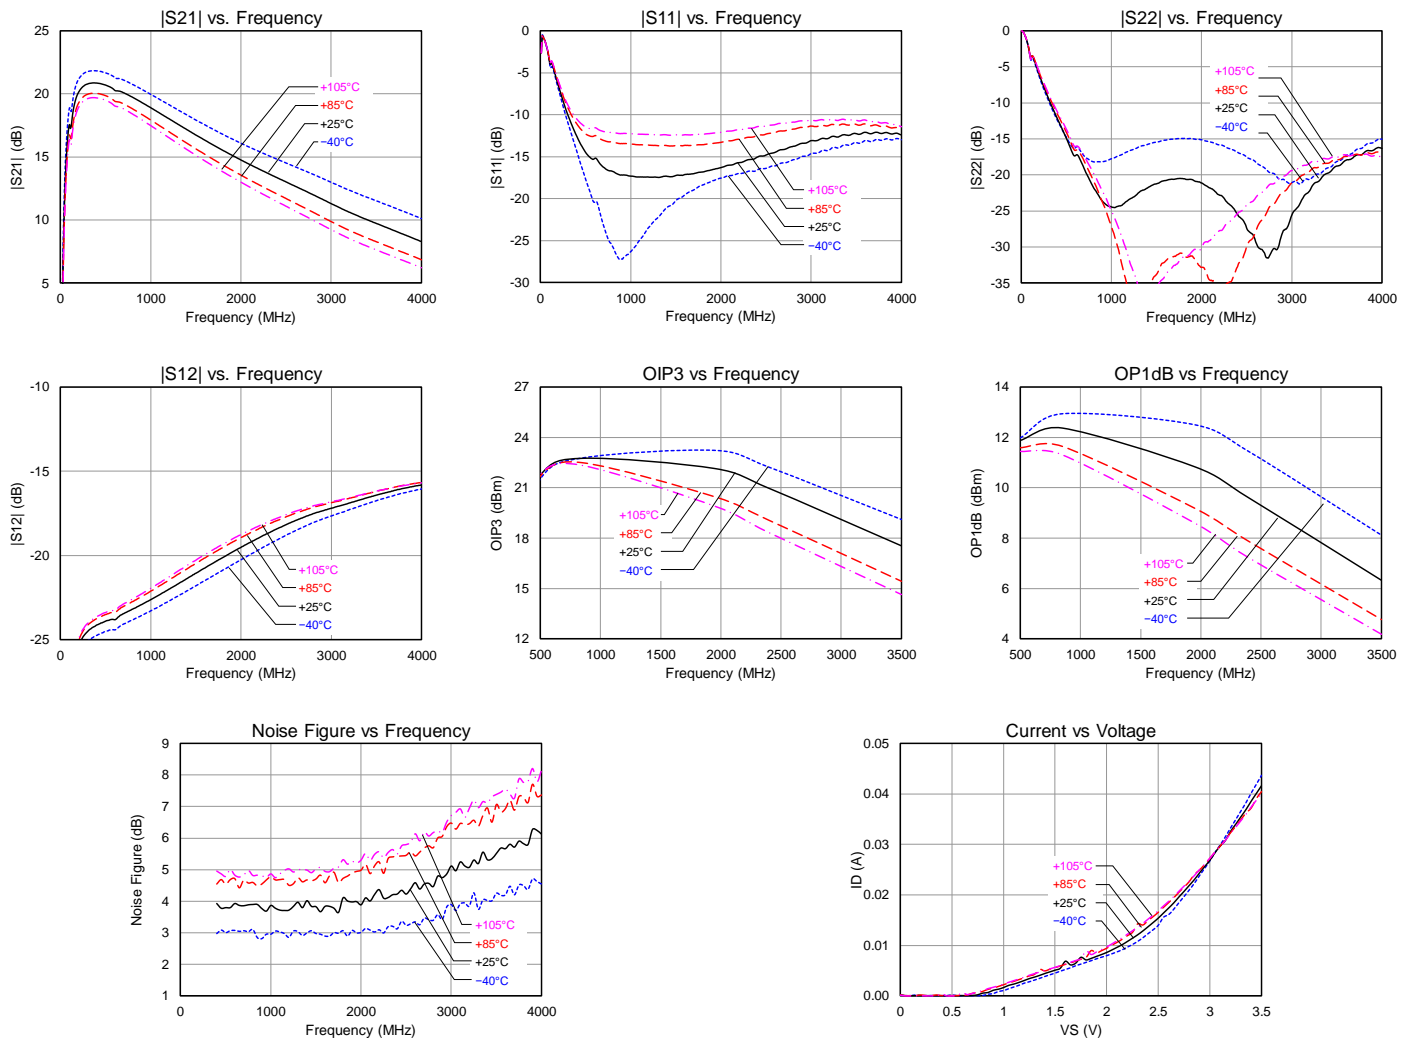 |S21| vs. Frequency
25
20
15
10
5
|S21| (dB)
+105°C
+85°C
+25°C
−40°C
0
1000
2000
3000
4000
Frequency (MHz)
|S11| vs. Frequency
0
-5
-10
-15
-20
-25
-30
|S11| (dB)
+105°C
+85°C
+25°C
−40°C
0
1000
2000
3000
4000
Frequency (MHz)
|S22| vs. Frequency
0
-5
-10
-15
-20
-25
-30
-35
|S22| (dB)
+105°C
+85°C
+25°C
−40°C
0
1000
2000
3000
4000
Frequency (MHz)
|S12| vs. Frequency
-10
-15
-20
-25
|S12| (dB)
+105°C
+85°C
+25°C
−40°C
0
1000
2000
3000
4000
Frequency (MHz)
OIP3 vs Frequency
27
24
21
18
15
12
OIP3 (dBm)
+105°C
+85°C
+25°C
−40°C
500
1000
1500
2000
2500
3000
3500
Frequency (MHz)
OP1dB vs Frequency
14
12
10
8
6
4
OP1dB (dBm)
+105°C
+85°C
+25°C
−40°C
500
1000
1500
2000
2500
3000
3500
Frequency (MHz)
Noise Figure vs Frequency
9
8
7
6
5
4
3
2
1
Noise Figure (dB)
+105°C
+85°C
+25°C
−40°C
0
1000
2000
3000
4000
Frequency (MHz)
Current vs Voltage
0.05
0.04
0.03
0.02
0.01
0.00
ID (A)
+105°C
+85°C
+25°C
−40°C
0
0.5
1
1.5
2
2.5
3
3.5
VS (V)